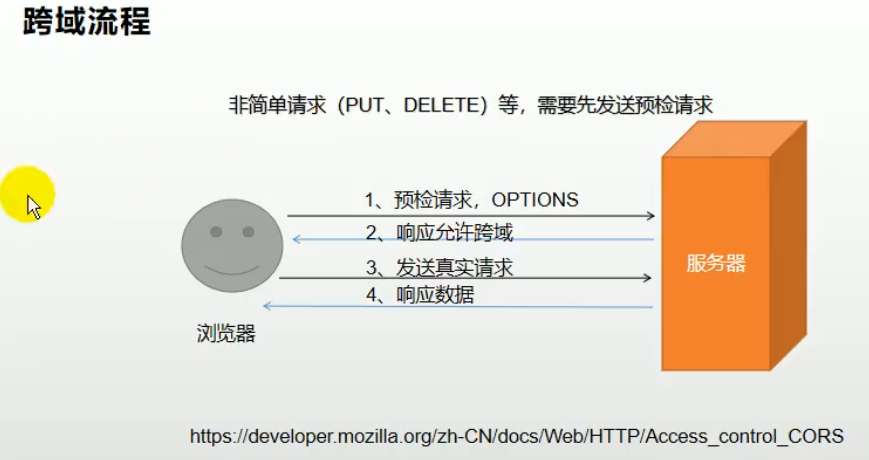 跨域流程
非简单请求（PUT、DELETE）等，需要先发送预检请求
1、预检请求，OPTIONS
2、响应允许跨域
3、发送真实请求
4、响应数据
服务器
浏览器
https://developer.mozilla.org/zh-CN/docs/Web/HTTP/Access_control_CORS